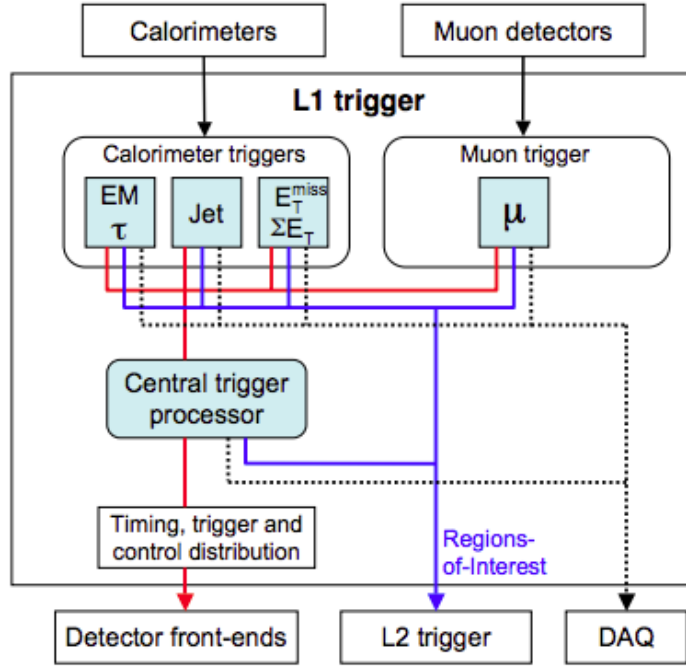 Calorimeters
Muon detectors
L1 trigger
Calorimeter triggers
Muon trigger
EM
τ
Jet
E_T^miss
ΣE_T
μ
Central trigger
processor
Timing, trigger and
control distribution
Regions-
of-Interest
Detector front-ends
L2 trigger
DAQ